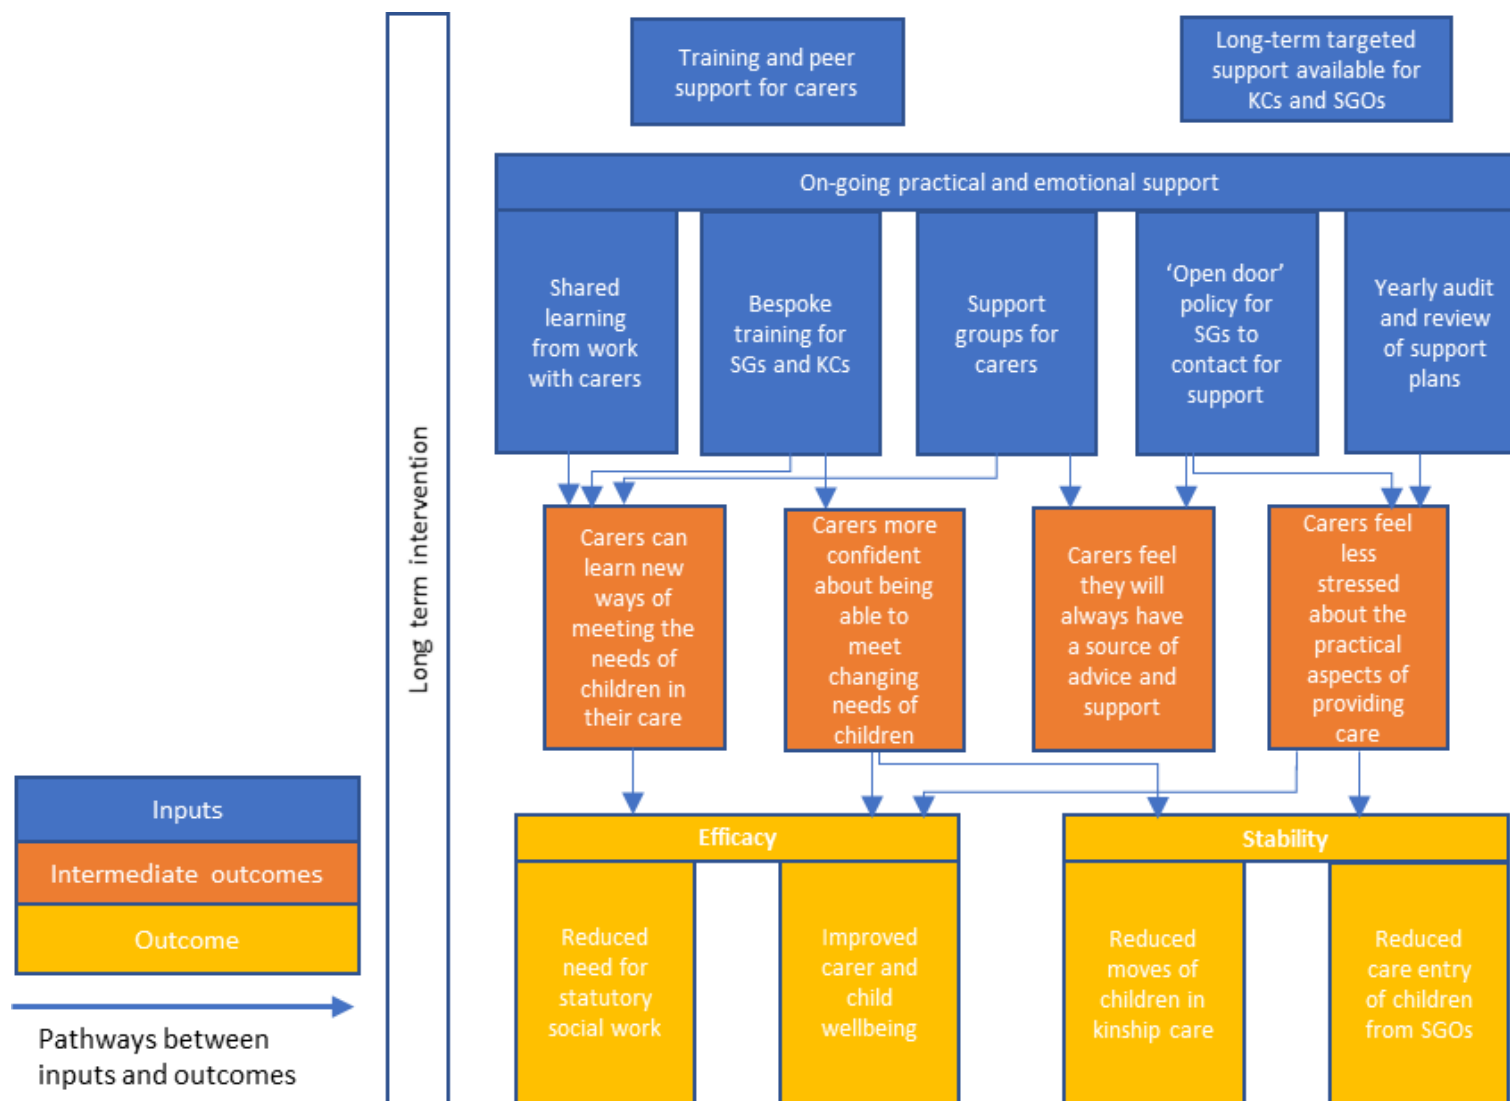 Training and peer
support for carers
Long-term targeted
support available for
KCs and SGOs
On-going practical and emotional support
Shared
learning
from work
with carers
Bespoke
training for
SGs and KCs
Support
groups for
carers
‘Open door’
policy for
SGs to
contact for
support
Yearly audit
and review
of support
plans
Long term intervention
Carers can
learn new
ways of
meeting the
needs of
children in
their care
Carers more
confident
about being
able to
meet
changing
needs of
children
Carers feel
they will
always have
a source of
advice and
support
Carers feel
less
stressed
about the
practical
aspects of
providing
care
Inputs
Intermediate outcomes
Outcome
Pathways between
inputs and outcomes
Efficacy
Stability
Reduced
need for
statutory
social work
Improved
carer and
child
wellbeing
Reduced
moves of
children in
kinship care
Reduced
care entry
of children
from SGOs